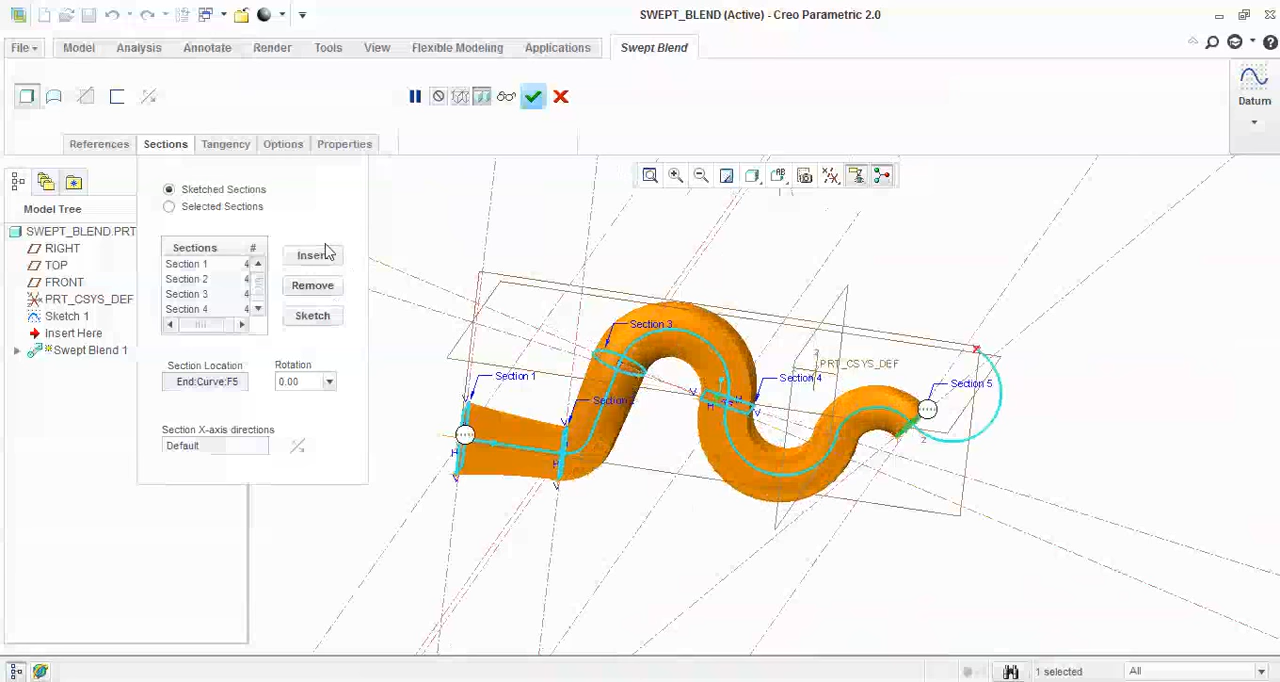 SWEPT_BLEND (Active) - Creo Parametric 2.0
File
Model
Analysis
Annotate
Render
Tools
View
Flexible Modeling
Applications
Swept Blend
Datum
References
Sections
Tangency
Options
Properties
Model Tree
SWEPT_BLEND.PRT
RIGHT
TOP
FRONT
PRT_CSYS_DEF
Sketch 1
Insert Here
Swept Blend 1
Sketched Sections
Selected Sections
Sections #
Section 1 4
Section 2 4
Section 3 4
Section 4 4
Insert
Remove
Sketch
Section Location
End:Curve:F5
Rotation
0.00
Section X-axis directions
Default
Section 3
Section 1
Section 4
PRT_CSYS_DEF
Section 5
V
H
1 selected
All